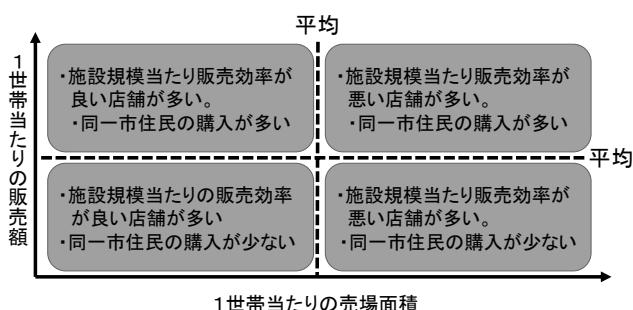 平均
1世帯当たりの販売額
・施設規模当たり販売効率が
良い店舗が多い。
・同一市住民の購入が多い
・施設規模当たり販売効率が
悪い店舗が多い。
・同一市住民の購入が多い
平均
・施設規模当たりの販売効率
が良い店舗が多い
・同一市住民の購入が少ない
・施設規模当たり販売効率が
悪い店舗が多い。
・同一市住民の購入が少ない
1世帯当たりの売場面積